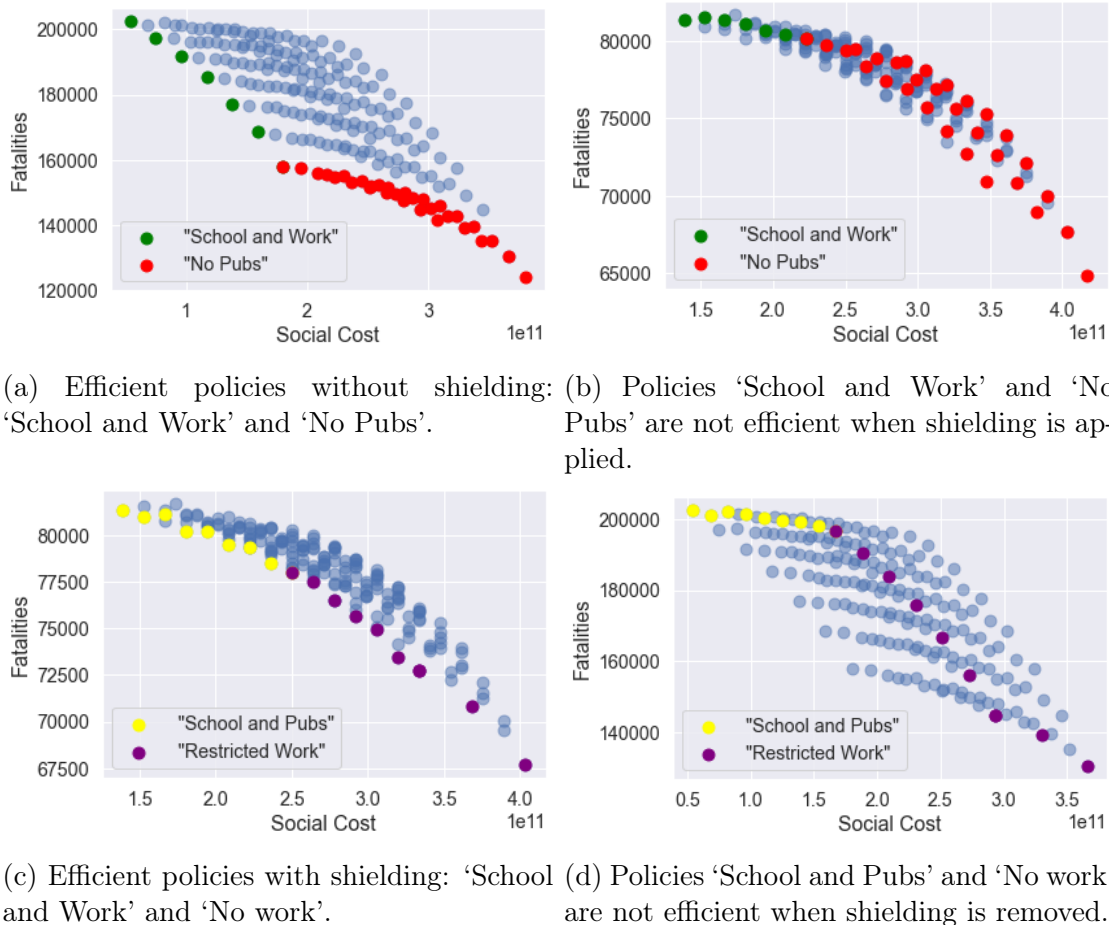 200000
180000
160000
140000
120000
Fatalities
"School and Work"
"No Pubs"
1 2 3
Social Cost
1e11
80000
75000
70000
65000
Fatalities
"School and Work"
"No Pubs"
1.5 2.0 2.5 3.0 3.5 4.0
Social Cost
1e11
(a) Efficient policies without shielding:
‘School and Work’ and ‘No Pubs’.
(b) Policies ‘School and Work’ and ‘No
Pubs’ are not efficient when shielding is ap-
plied.
80000
77500
75000
72500
70000
67500
Fatalities
"School and Pubs"
"Restricted Work"
1.5 2.0 2.5 3.0 3.5 4.0
Social Cost
1e11
200000
180000
160000
140000
Fatalities
"School and Pubs"
"Restricted Work"
0.5 1.0 1.5 2.0 2.5 3.0 3.5
Social Cost
1e11
(c) Efficient policies with shielding: ‘School
and Work’ and ‘No work’.
(d) Policies ‘School and Pubs’ and ‘No work
are not efficient when shielding is removed.